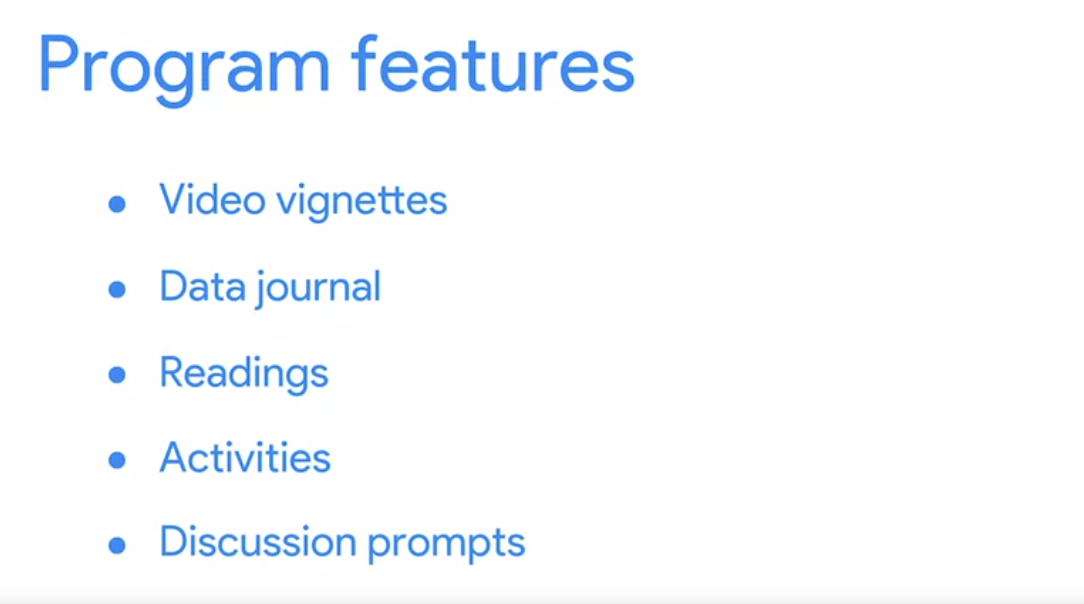 Program features
• Video vignettes
• Data journal
• Readings
• Activities
• Discussion prompts